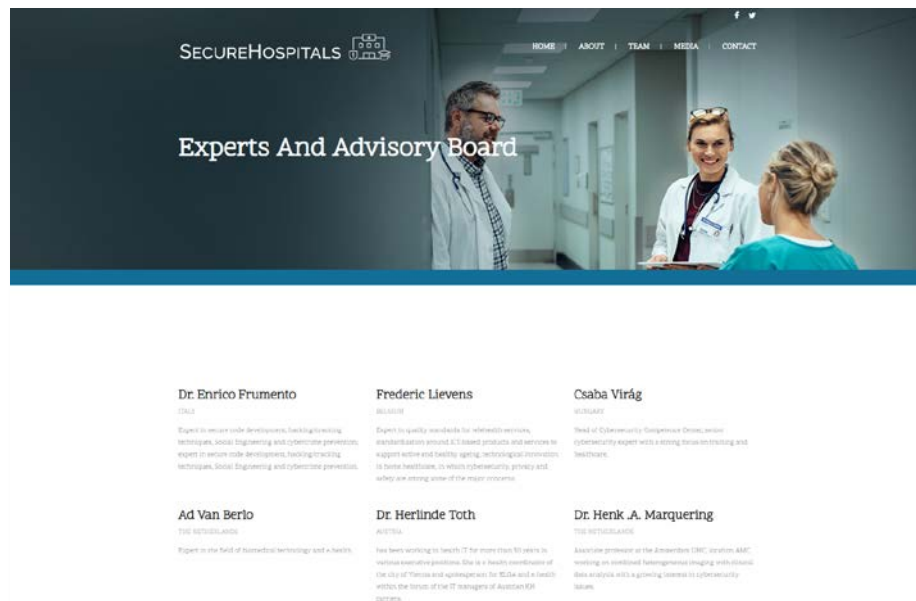 SECUREHOSPITALS
HOME | ABOUT | TEAM | MEDIA | CONTACT
Experts And Advisory Board
Dr. Enrico Frumento
ITALY
Expert in secure code development, hacking/cracking
techniques, Social Engineering and cybercrime prevention,
expert in secure code development, hacking/cracking
techniques, Social Engineering and cybercrime prevention.
Frederic Lievens
BELGIUM
Expert in quality standards for telehealth services,
standardization around ICT-based products and services to
support active and healthy ageing, technological innovation
in home healthcare, in which cybersecurity, privacy and
safety are among some of the major concerns
Csaba Virág
HUNGARY
Head of Cybersecurity Competence Center, senior
cybersecurity expert with a strong focus on training and
healthcare.
Ad Van Berlo
THE NETHERLANDS
Expert in the field of biomedical technology and e-health.
Dr. Herlinde Toth
AUSTRIA
has been working in health IT for more than 30 years in
various executive positions. She is e-health coordinator of
the city of Vienna and spokesperson for ELGA and e-health
within the forum of the IT managers of Austrian KH
carriers.
Dr. Henk .A. Marquering
THE NETHERLANDS
Associate professor at the Amsterdam UMC, location AMC
working on combined heterogeneous imaging with clinical
data analysis with a growing interest in cybersecurity
issues.